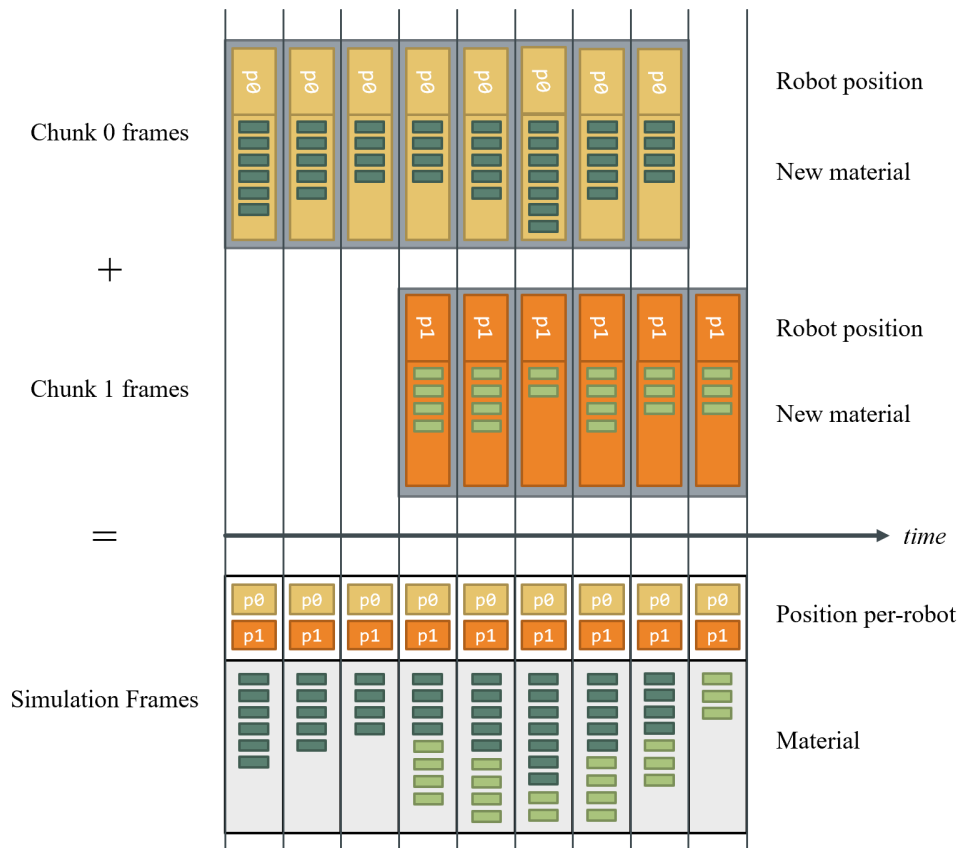 p0 p0 p0 p0 p0 p0 p0 p0
Robot position
Chunk 0 frames
New material
+
p1 p1 p1 p1 p1 p1
Robot position
Chunk 1 frames
New material
=
time
p0 p0 p0 p0 p0 p0 p0 p0 p0
Position per-robot
p1 p1 p1 p1 p1 p1 p1 p1 p1
Simulation Frames
Material